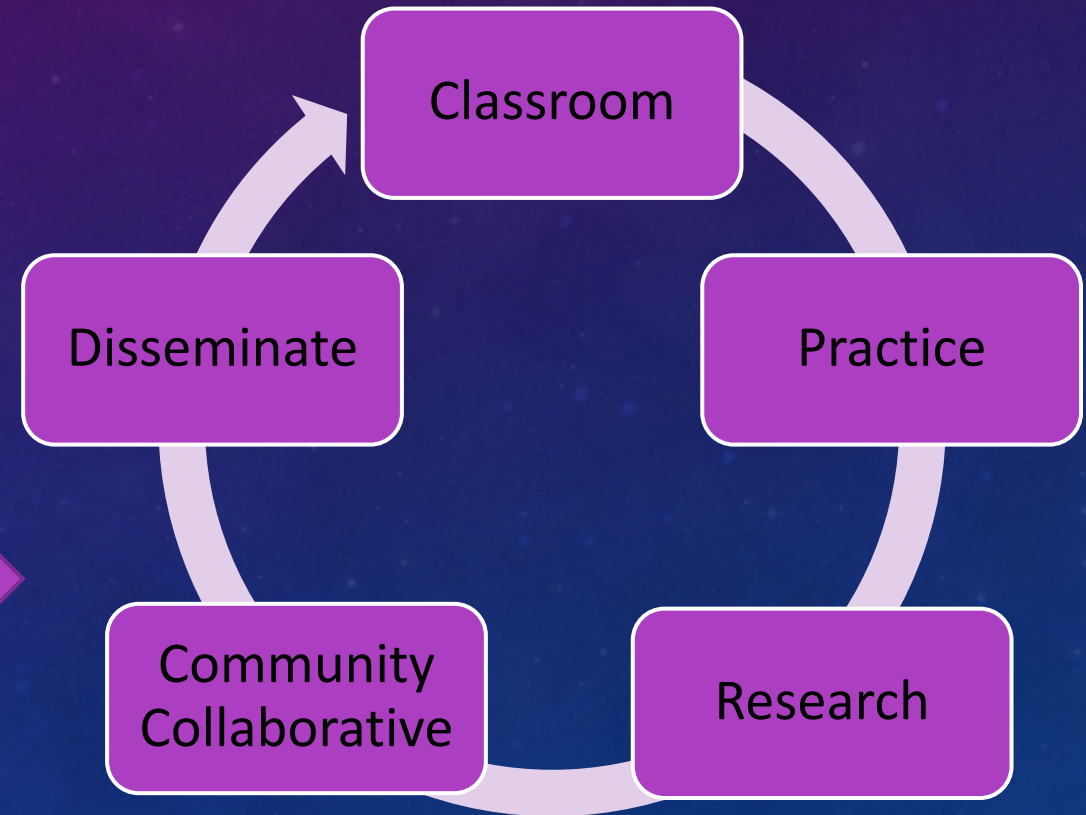 Classroom
Practice
Research
Community
Collaborative
Disseminate